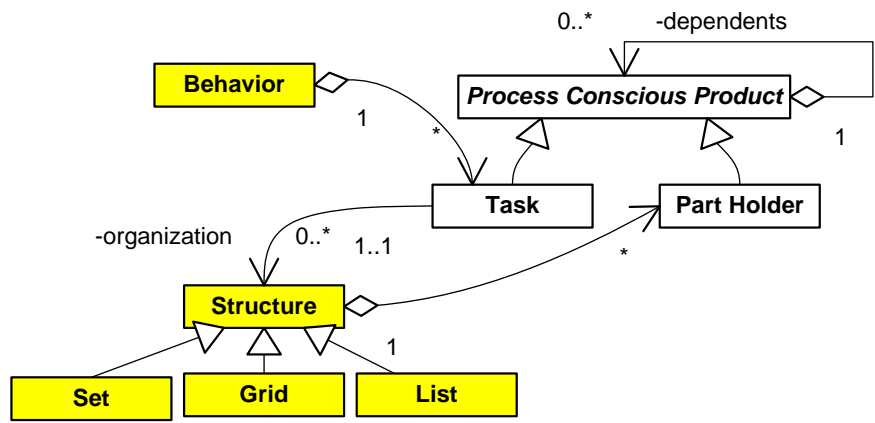 0..* -dependents
Behavior
Process Conscious Product
1
*
1
Task
Part Holder
-organization
0..*
1..1
*
Structure
1
Set
Grid
List